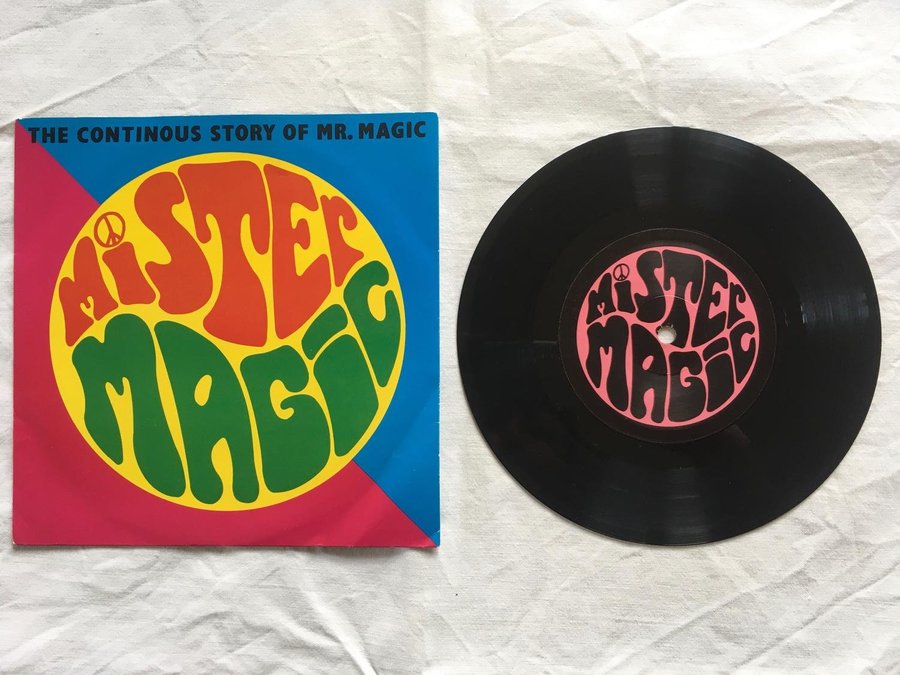 THE CONTINOUS STORY OF MR. MAGIC
MiSTEr
MAGiC
MiSTEr
MAGiC